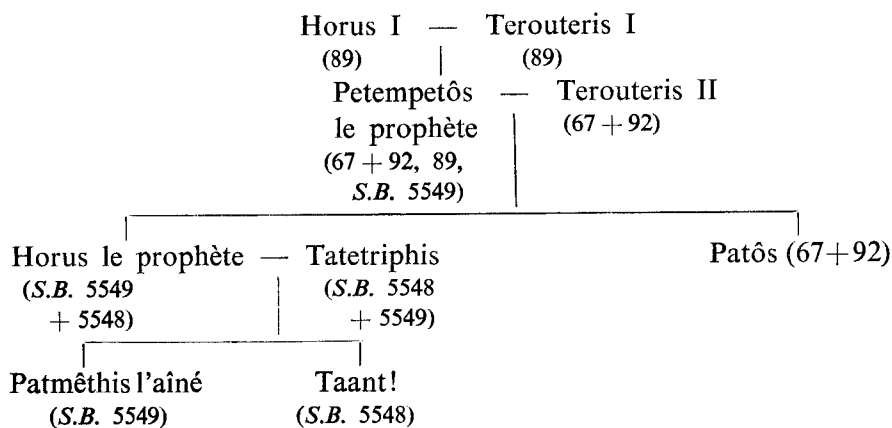 Horus I — Terouteris I
(89) (89)
Petempetôs — Terouteris II
le prophète (67 + 92)
(67 + 92, 89,
S.B. 5549)
Horus le prophète — Tatetriphis Patôs (67+92)
(S.B. 5549 (S.B. 5548
+ 5548) + 5549)
Patmêthis l'aîné Taant!
(S.B. 5549) (S.B. 5548)